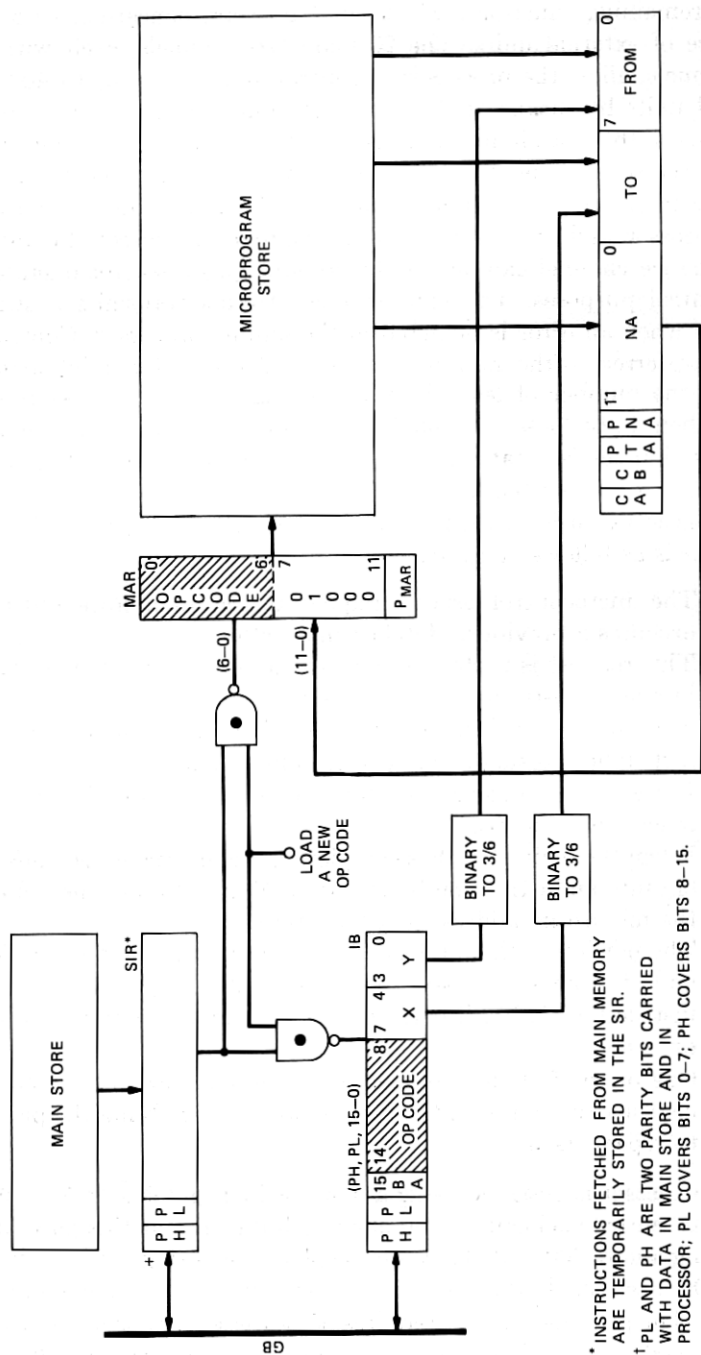 MAIN STORE
SIR*
+
P H
P L
GB
LOAD A NEW OP CODE
(PH, PL, 15–0)
IB
P H
P L
15 B A
14
OP CODE
8
7
X
4
3
Y
0
BINARY TO 3/6
BINARY TO 3/6
(6–0)
(11–0)
MAR
0
OPCODE
6
7
0 1 0 0 0
11
PMAR
MICROPROGRAM STORE
C A
C B
P T A
P N A
11
NA
0
TO
7
FROM
0
* INSTRUCTIONS FETCHED FROM MAIN MEMORY
ARE TEMPORARILY STORED IN THE SIR.
† PL AND PH ARE TWO PARITY BITS CARRIED
WITH DATA IN MAIN STORE AND IN
PROCESSOR; PL COVERS BITS 0–7; PH COVERS BITS 8–15.